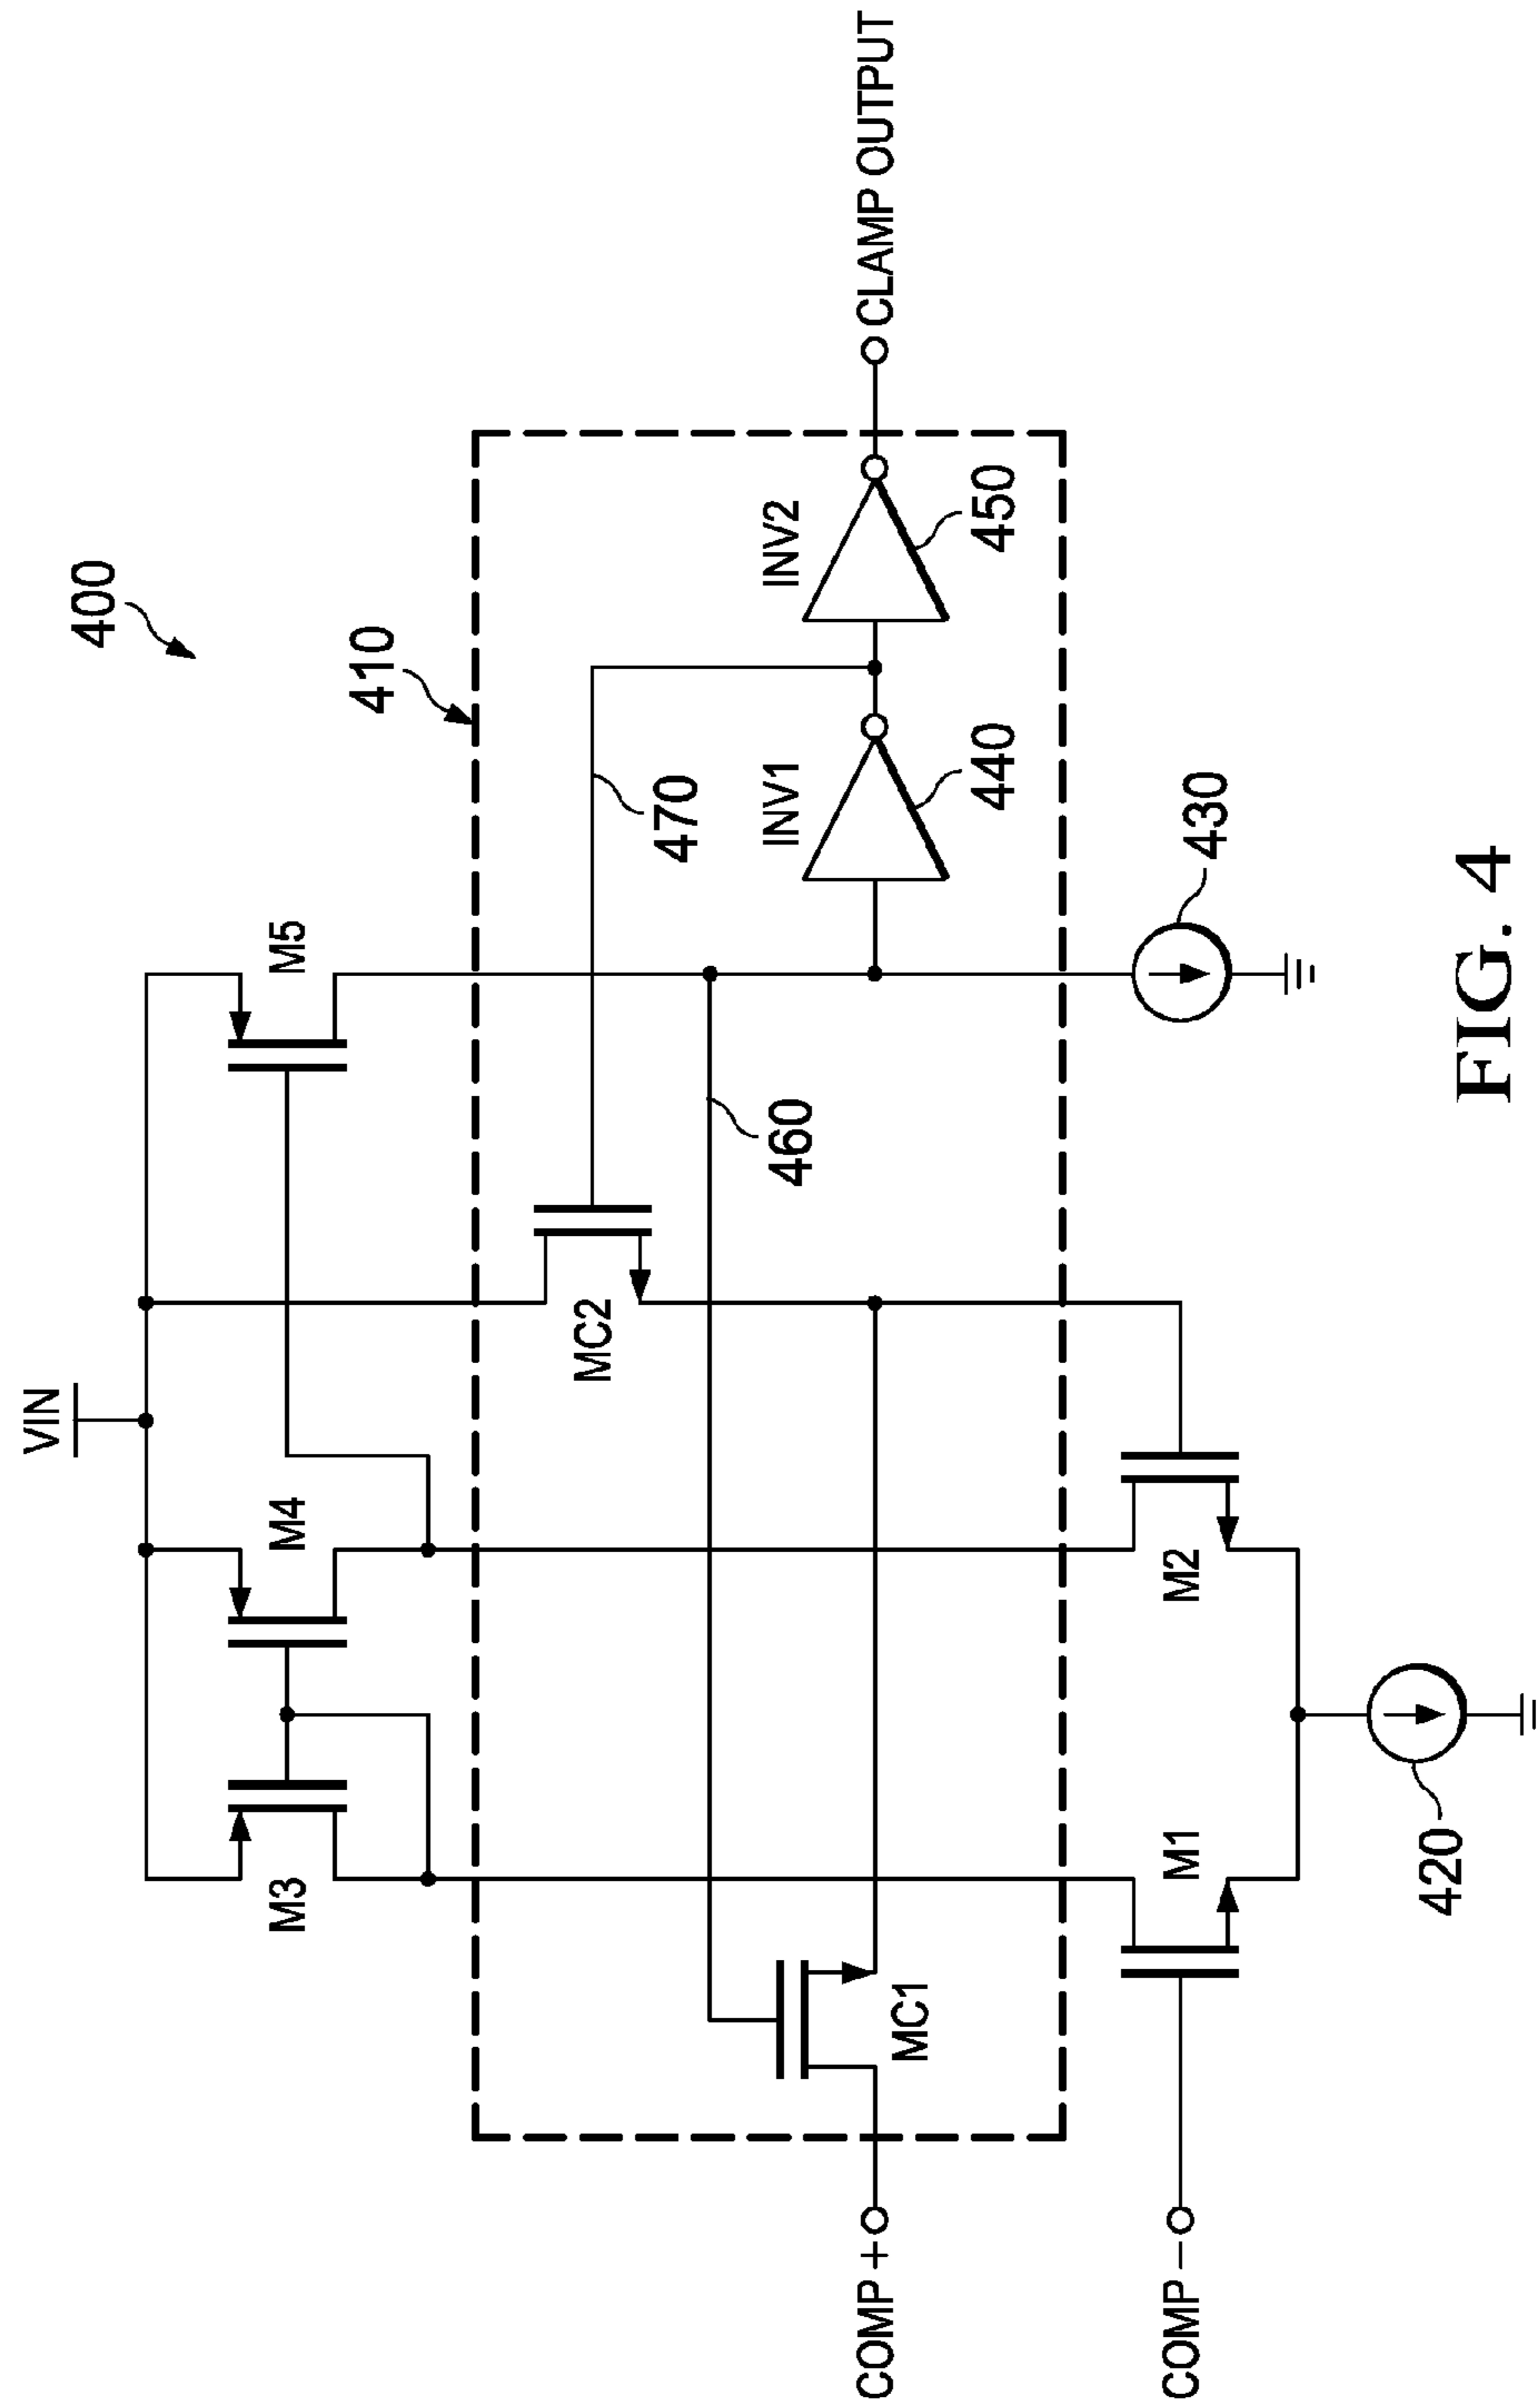 400
VIN
M3
M4
M5
410
MC2
470
460
INV1
INV2
440
450
CLAMP OUTPUT
MC1
COMP +
COMP −
M1
M2
420
430
FIG. 4